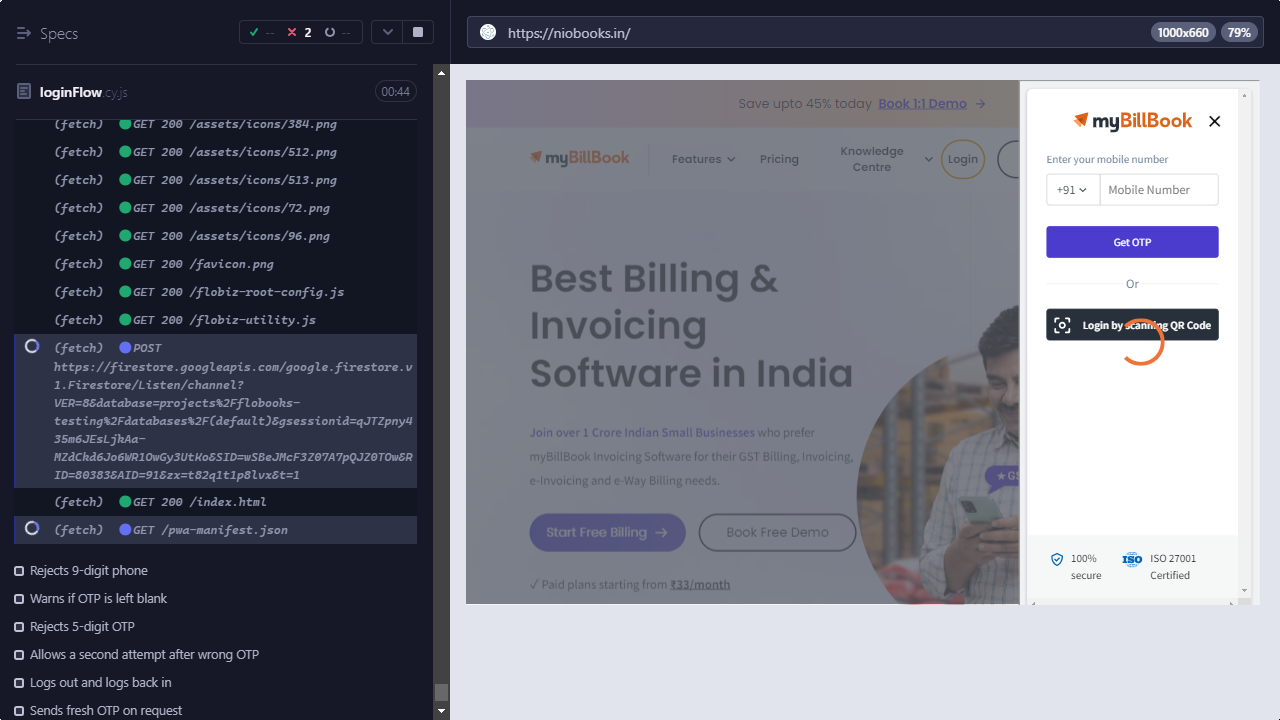 Specs
-- 2 --
loginFlow.cy.js
00:44
(fetch) GET 200 /assets/icons/384.png
(fetch) GET 200 /assets/icons/512.png
(fetch) GET 200 /assets/icons/513.png
(fetch) GET 200 /assets/icons/72.png
(fetch) GET 200 /assets/icons/96.png
(fetch) GET 200 /favicon.png
(fetch) GET 200 /flobiz-root-config.js
(fetch) GET 200 /flobiz-utility.js
(fetch) POST
https://firestore.googleapis.com/google.firestore.v
1.Firestore/Listen/channel?
VER=8&database=projects%2Fflobooks-
testing%2Fdatabases%2F(default)&gsessionid=qJTZpny4
35m6JEsLjkAa-
MZdCkd6Jo6WR1OwGy3UtKo&SID=wSBeJMcF3Z07A7pQJZ0TOw&R
ID=80383&AID=91&zx=t82q1t1p8lvx&t=1
(fetch) GET 200 /index.html
(fetch) GET /pwa-manifest.json
Rejects 9-digit phone
Warns if OTP is left blank
Rejects 5-digit OTP
Allows a second attempt after wrong OTP
Logs out and logs back in
Sends fresh OTP on request
https://niobooks.in/
1000x660
79%
Save upto 45% today Book 1:1 Demo →
myBillBook
Features
Pricing
Knowledge
Centre
Login
Best Billing &
Invoicing
Software in India
Join over 1 Crore Indian Small Businesses who prefer
myBillBook Invoicing Software for their GST Billing, Invoicing,
e-Invoicing and e-Way Billing needs.
Start Free Billing →
Book Free Demo
✓ Paid plans starting from ₹33/month
★ GS
myBillBook
Enter your mobile number
+91
Mobile Number
Get OTP
Or
Login by scanning QR Code
100%
secure
ISO
ISO 27001
Certified